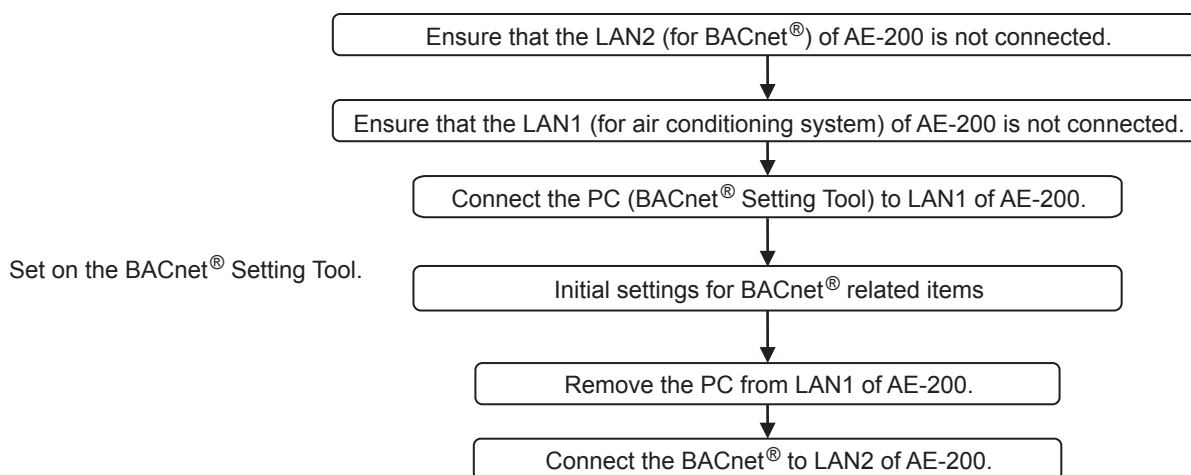 Ensure that the LAN2 (for BACnet®) of AE-200 is not connected.
Ensure that the LAN1 (for air conditioning system) of AE-200 is not connected.
Connect the PC (BACnet® Setting Tool) to LAN1 of AE-200.
Set on the BACnet® Setting Tool.
Initial settings for BACnet® related items
Remove the PC from LAN1 of AE-200.
Connect the BACnet® to LAN2 of AE-200.